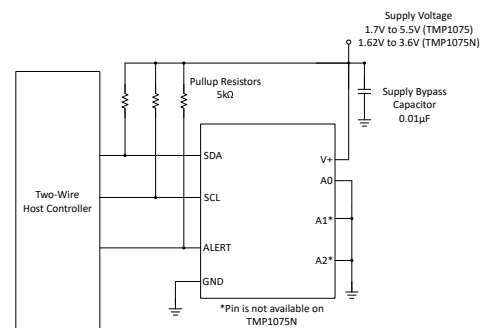 Supply Voltage
1.7V to 5.5V (TMP1075)
1.62V to 3.6V (TMP1075N)
Pullup Resistors
5kΩ
Supply Bypass
Capacitor
0.01µF
Two-Wire
Host Controller
SDA
SCL
ALERT
GND
V+
A0
A1*
A2*
*Pin is not available on
TMP1075N